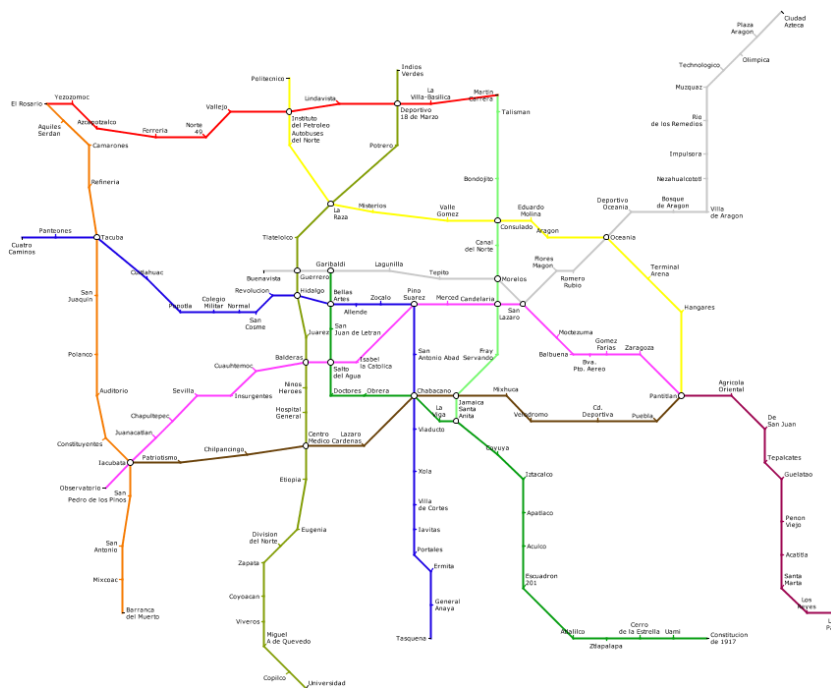 Ciudad
Azteca
Plaza
Aragon
Olimpica
Technologico
Muzquaz
Rio
de los Remedios
Impulsera
Nezahualcotetl
Villa
de Aragon
Bosque
de Aragon
Deportivo
Oceania
Oceania
Politecnico
Indios
Verdes
El Rosario
Yezozomoc
Aquiles
Serdan
Azcapotzalco
Ferreria
Norte
49
Vallejo
Lindavista
La
Villa-Basilica
Martin
Carrera
Instituto
del Petroleo
Autobuses
del Norte
Deportivo
18 de Marzo
Talisman
Camarones
Potrero
Refineria
Bondojito
La
Raza
Misterios
Valle
Gomez
Eduardo
Molina
Consulado
Aragon
Panteones
Cuatro
Caminos
Tacuba
Tlateloico
Canal
del Norte
Flores
Magon
Terminal
Arena
Cuitlahuac
Buenavista
Garibaldi
Guerrero
Lagunilla
Tepito
Morelos
Romero
Rubio
San
Juaquin
Popotla
Colegio
Militar
Normal
San
Cosme
Revolucion
Hidalgo
Bellas
Artes
Allende
Zocalo
Pino
Suarez
Merced
Candelaria
San
Lazaro
Hangares
Juarez
San
Juan de Letran
Moctezuma
Polanco
Cuauhtemoc
Balderas
Salto
del Agua
Isabel
la Catolica
San
Antonio Abad
Fray
Servando
Balbuena
Bva.
Pto. Aereo
Gomez
Farias
Zaragoza
Auditorio
Sevilla
Insurgentes
Ninos
Heroes
Doctores
Obrera
Chabacano
Jamaica
Santa
Anita
Mixhuca
Pantitlan
Agricola
Oriental
Chapultepec
Juanacatlan
Hospital
General
La
Viga
Velodromo
Cd.
Deportiva
Puebla
De
San Juan
Constituyentes
Iacubata
Patriotismo
Chilpancingo
Centro
Medico
Lazaro
Cardenas
Viaducto
Coyuya
Tepalcates
Observatorio
San
Pedro de los Pinos
Etiopia
Xola
Iztacalco
Guelatao
Villa
de Cortes
Apatlaco
Penon
Viejo
San
Antonio
Division
del Norte
Eugenia
Iavitas
Aculco
Acatitla
Portales
Zapata
Ermita
Mixcoac
Escuadron
201
Santa
Marta
Coyoacan
General
Anaya
Los
Reyes
Barranca
del Muerto
Viveros
Miguel
A de Quevedo
Tasquena
Atlalilco
Ztlapalapa
Cerro
de la Estrella
Uami
Constitucion
de 1917
Copilco
Universidad